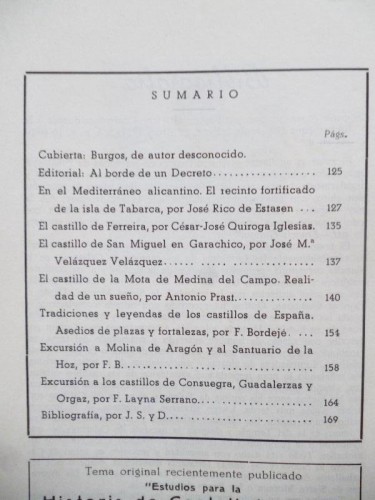 SUMARIO
Págs.
Cubierta: Burgos, de autor desconocido.
Editorial: Al borde de un Decreto ................ 125
En el Mediterráneo alicantino. El recinto fortificado
de la isla de Tabarca, por José Rico de Estasen ... 127
El castillo de Ferreira, por César-José Quiroga Iglesias. 135
El castillo de San Miguel en Garachico, por José M.ª
Velázquez Velázquez........................ 137
El castillo de la Mota de Medina del Campo. Reali-
dad de un sueño, por Antonio Prast............ 140
Tradiciones y leyendas de los castillos de España.
Asedios de plazas y fortalezas, por F. Bordejé.. 154
Excursión a Molina de Aragón y al Santuario de la
Hoz, por F. B............................ 158
Excursión a los castillos de Consuegra, Guadalerzas y
Orgaz, por F. Layna Serrano................. 164
Bibliografía, por J. S. y D..................... 169
Tema original recientemente publicado
"Estudios para la